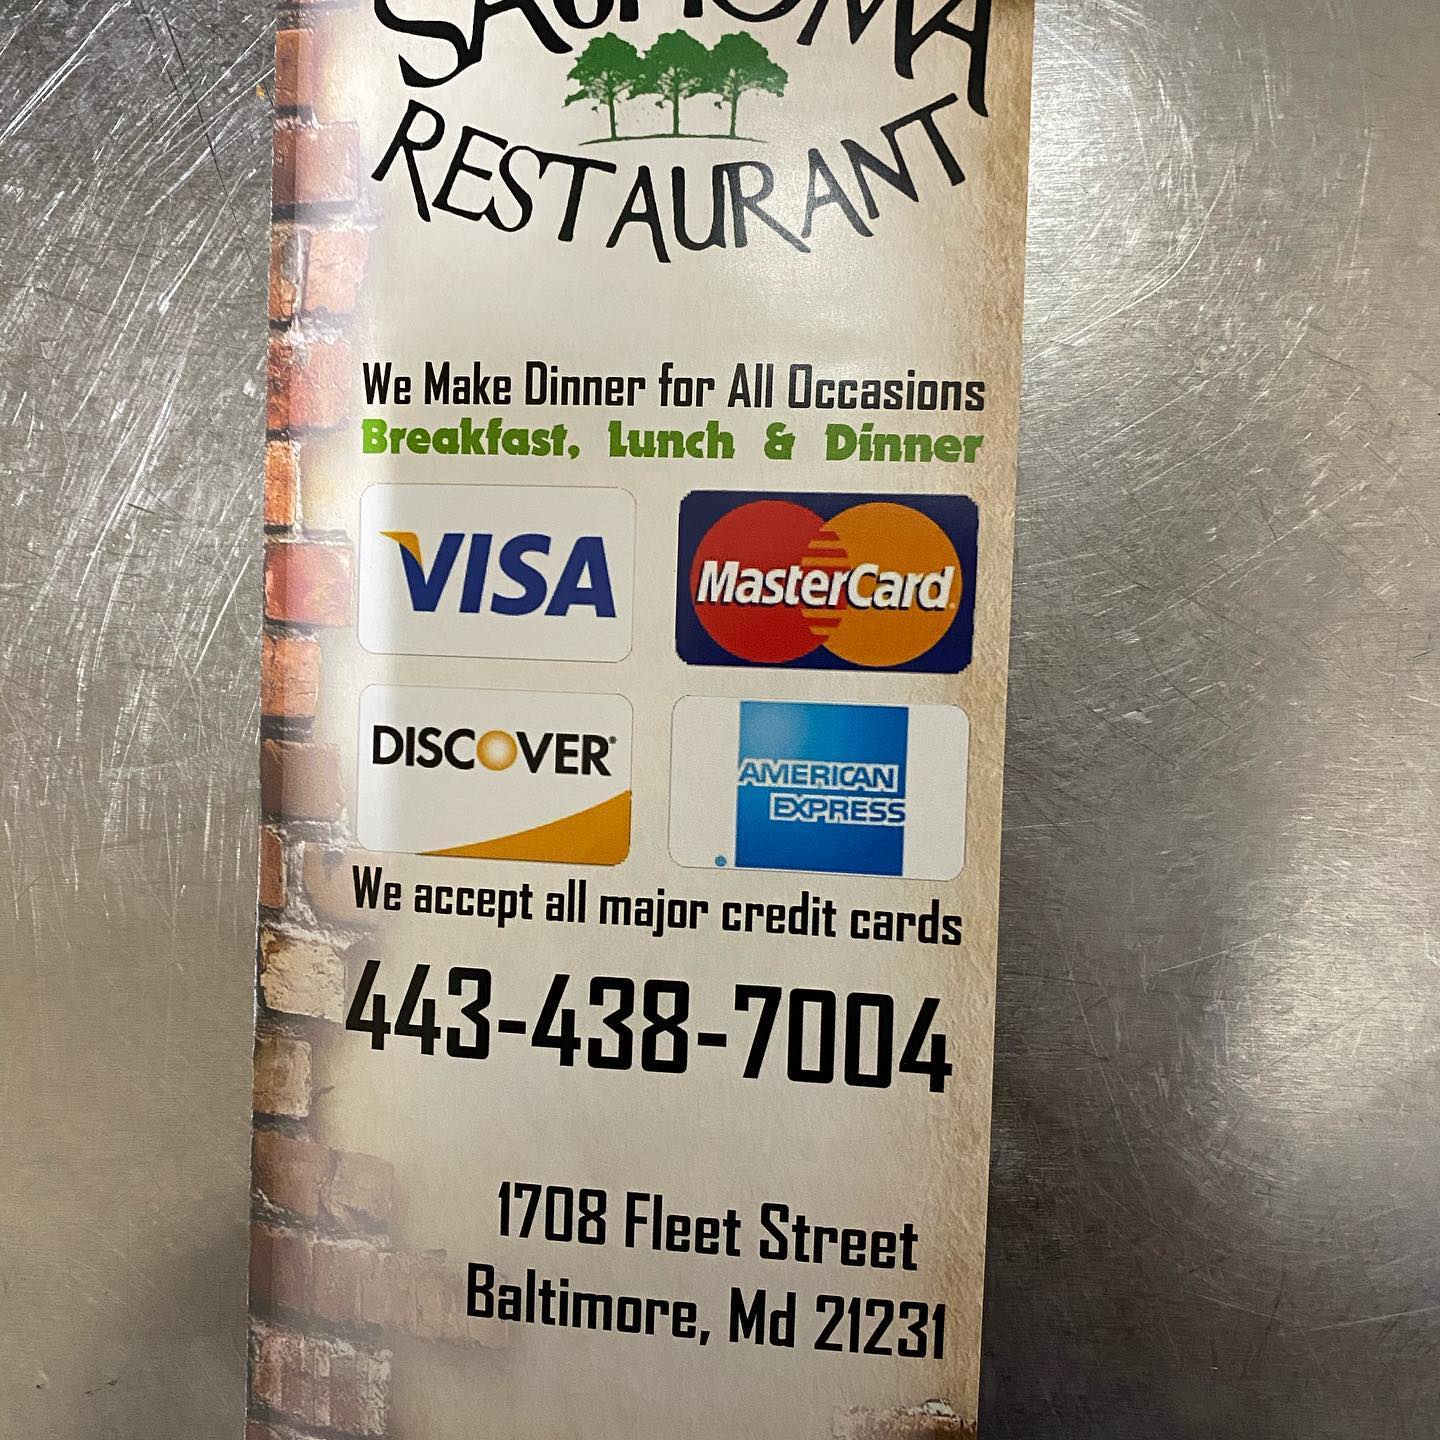 RESTAURANT
We Make Dinner for All Occasions
Breakfast, Lunch & Dinner
VISA
MasterCard
DISCOVER
AMERICAN
EXPRESS
We accept all major credit cards
443-438-7004
1708 Fleet Street
Baltimore, Md 21231